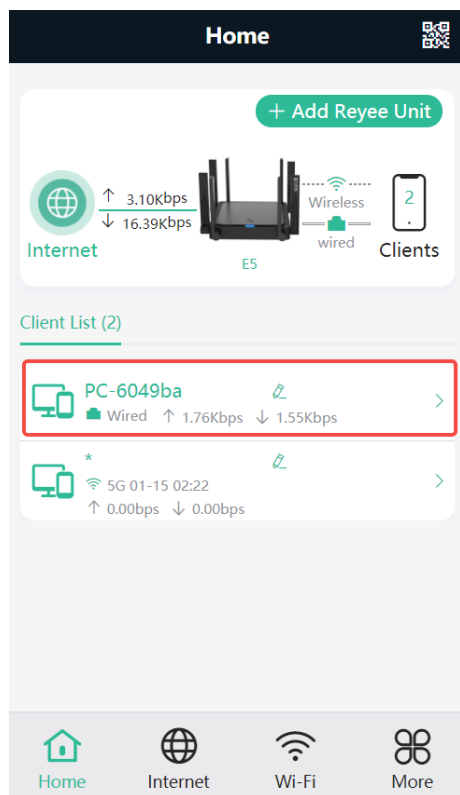 Home
+ Add Reyee Unit
↑ 3.10Kbps
↓ 16.39Kbps
Internet
E5
Wireless
wired
2
Clients
Client List (2)
PC-6049ba
Wired ↑ 1.76Kbps ↓ 1.55Kbps
*
5G 01-15 02:22
↑ 0.00bps ↓ 0.00bps
Home
Internet
Wi-Fi
More